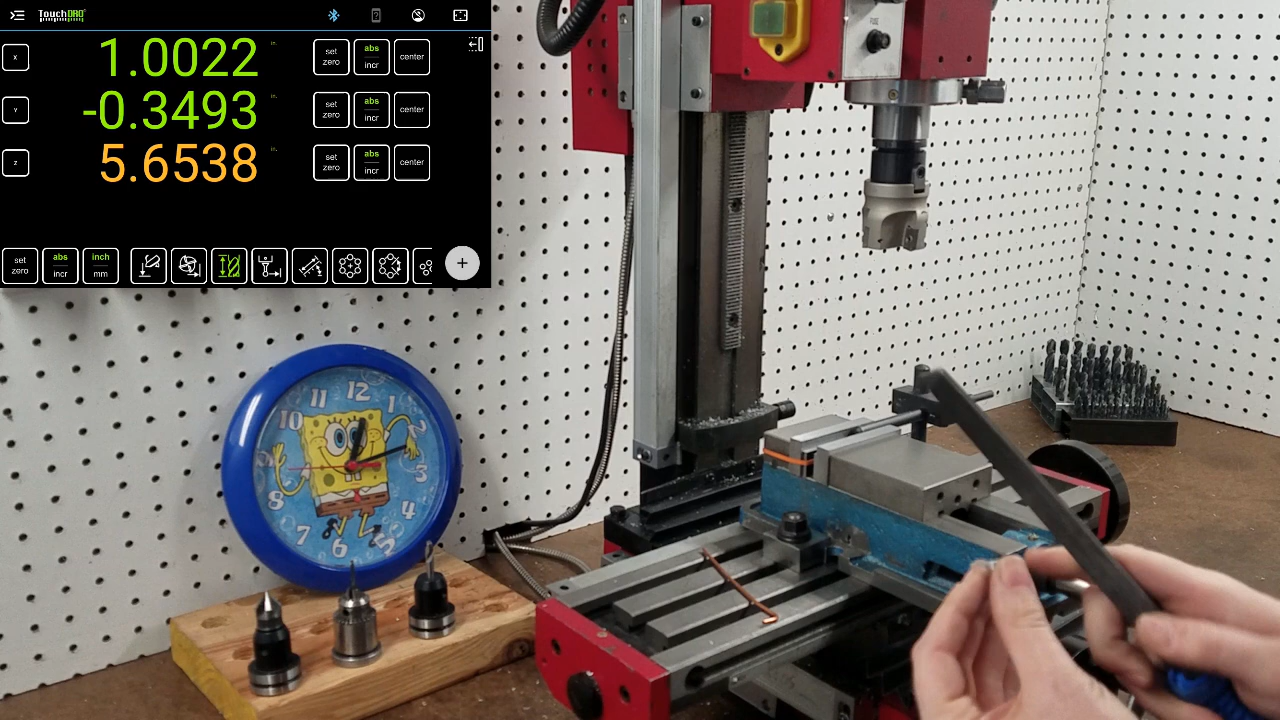 TouchDRO
X 1.0022 in. set zero abs incr center
Y -0.3493 in. set zero abs incr center
Z 5.6538 in. set zero abs incr center
set zero abs incr inch mm +
12
11 1
10 2
3
8 4
7 5
6